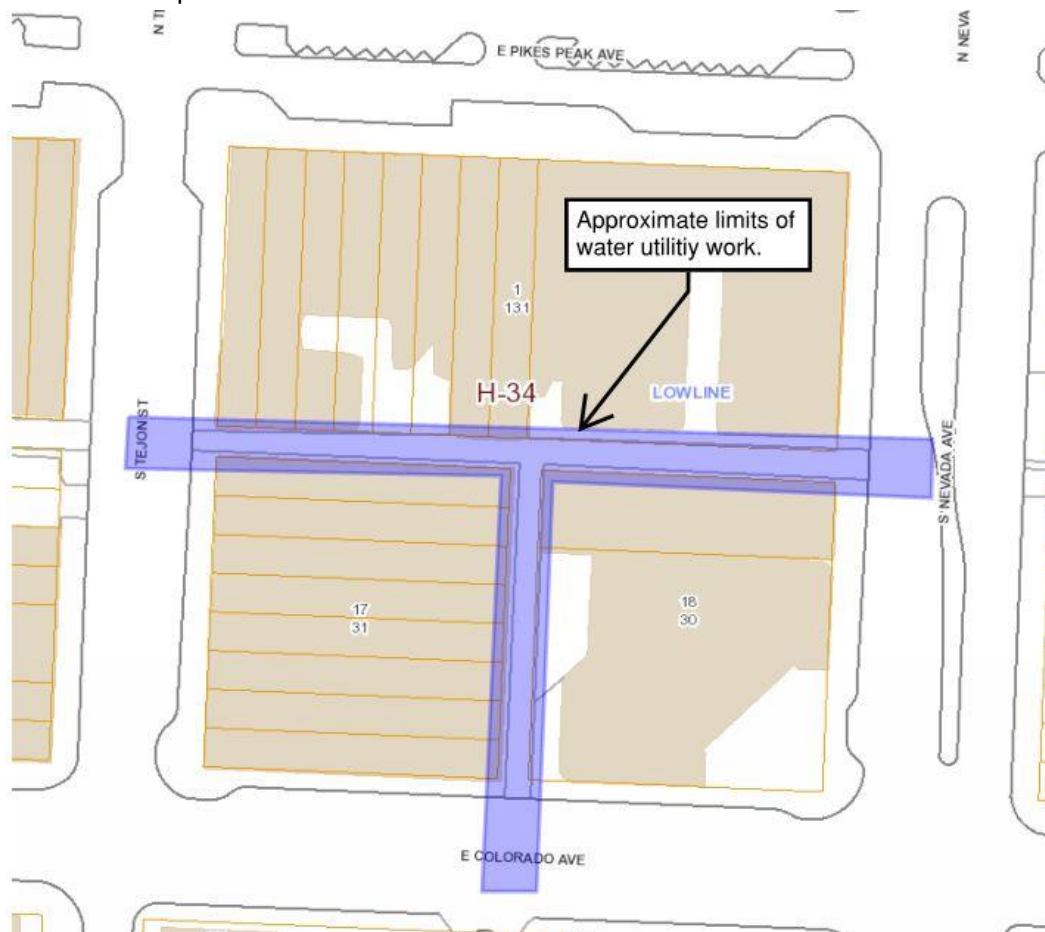 N TI
E PIKES PEAK AVE
N NEVA
Approximate limits of
water utilitiy work.
1
131
H-34
LOWLINE
S TEJON ST
S NEVADA AVE
17
31
18
30
E COLORADO AVE